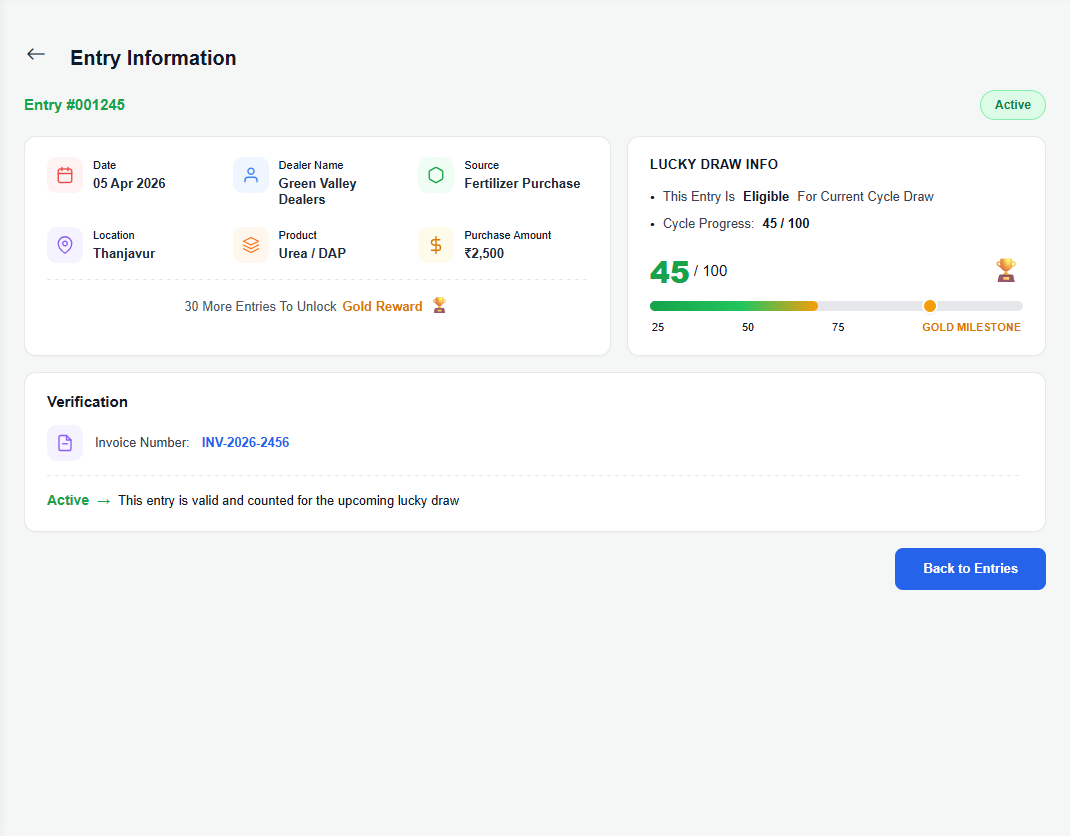 Entry Information
Entry #001245
Active
Date
05 Apr 2026
Dealer Name
Green Valley
Dealers
Source
Fertilizer Purchase
Location
Thanjavur
Product
Urea / DAP
Purchase Amount
₹2,500
30 More Entries To Unlock Gold Reward
LUCKY DRAW INFO
• This Entry Is Eligible For Current Cycle Draw
• Cycle Progress: 45 / 100
45 / 100
25 50 75 GOLD MILESTONE
Verification
Invoice Number: INV-2026-2456
Active → This entry is valid and counted for the upcoming lucky draw
Back to Entries